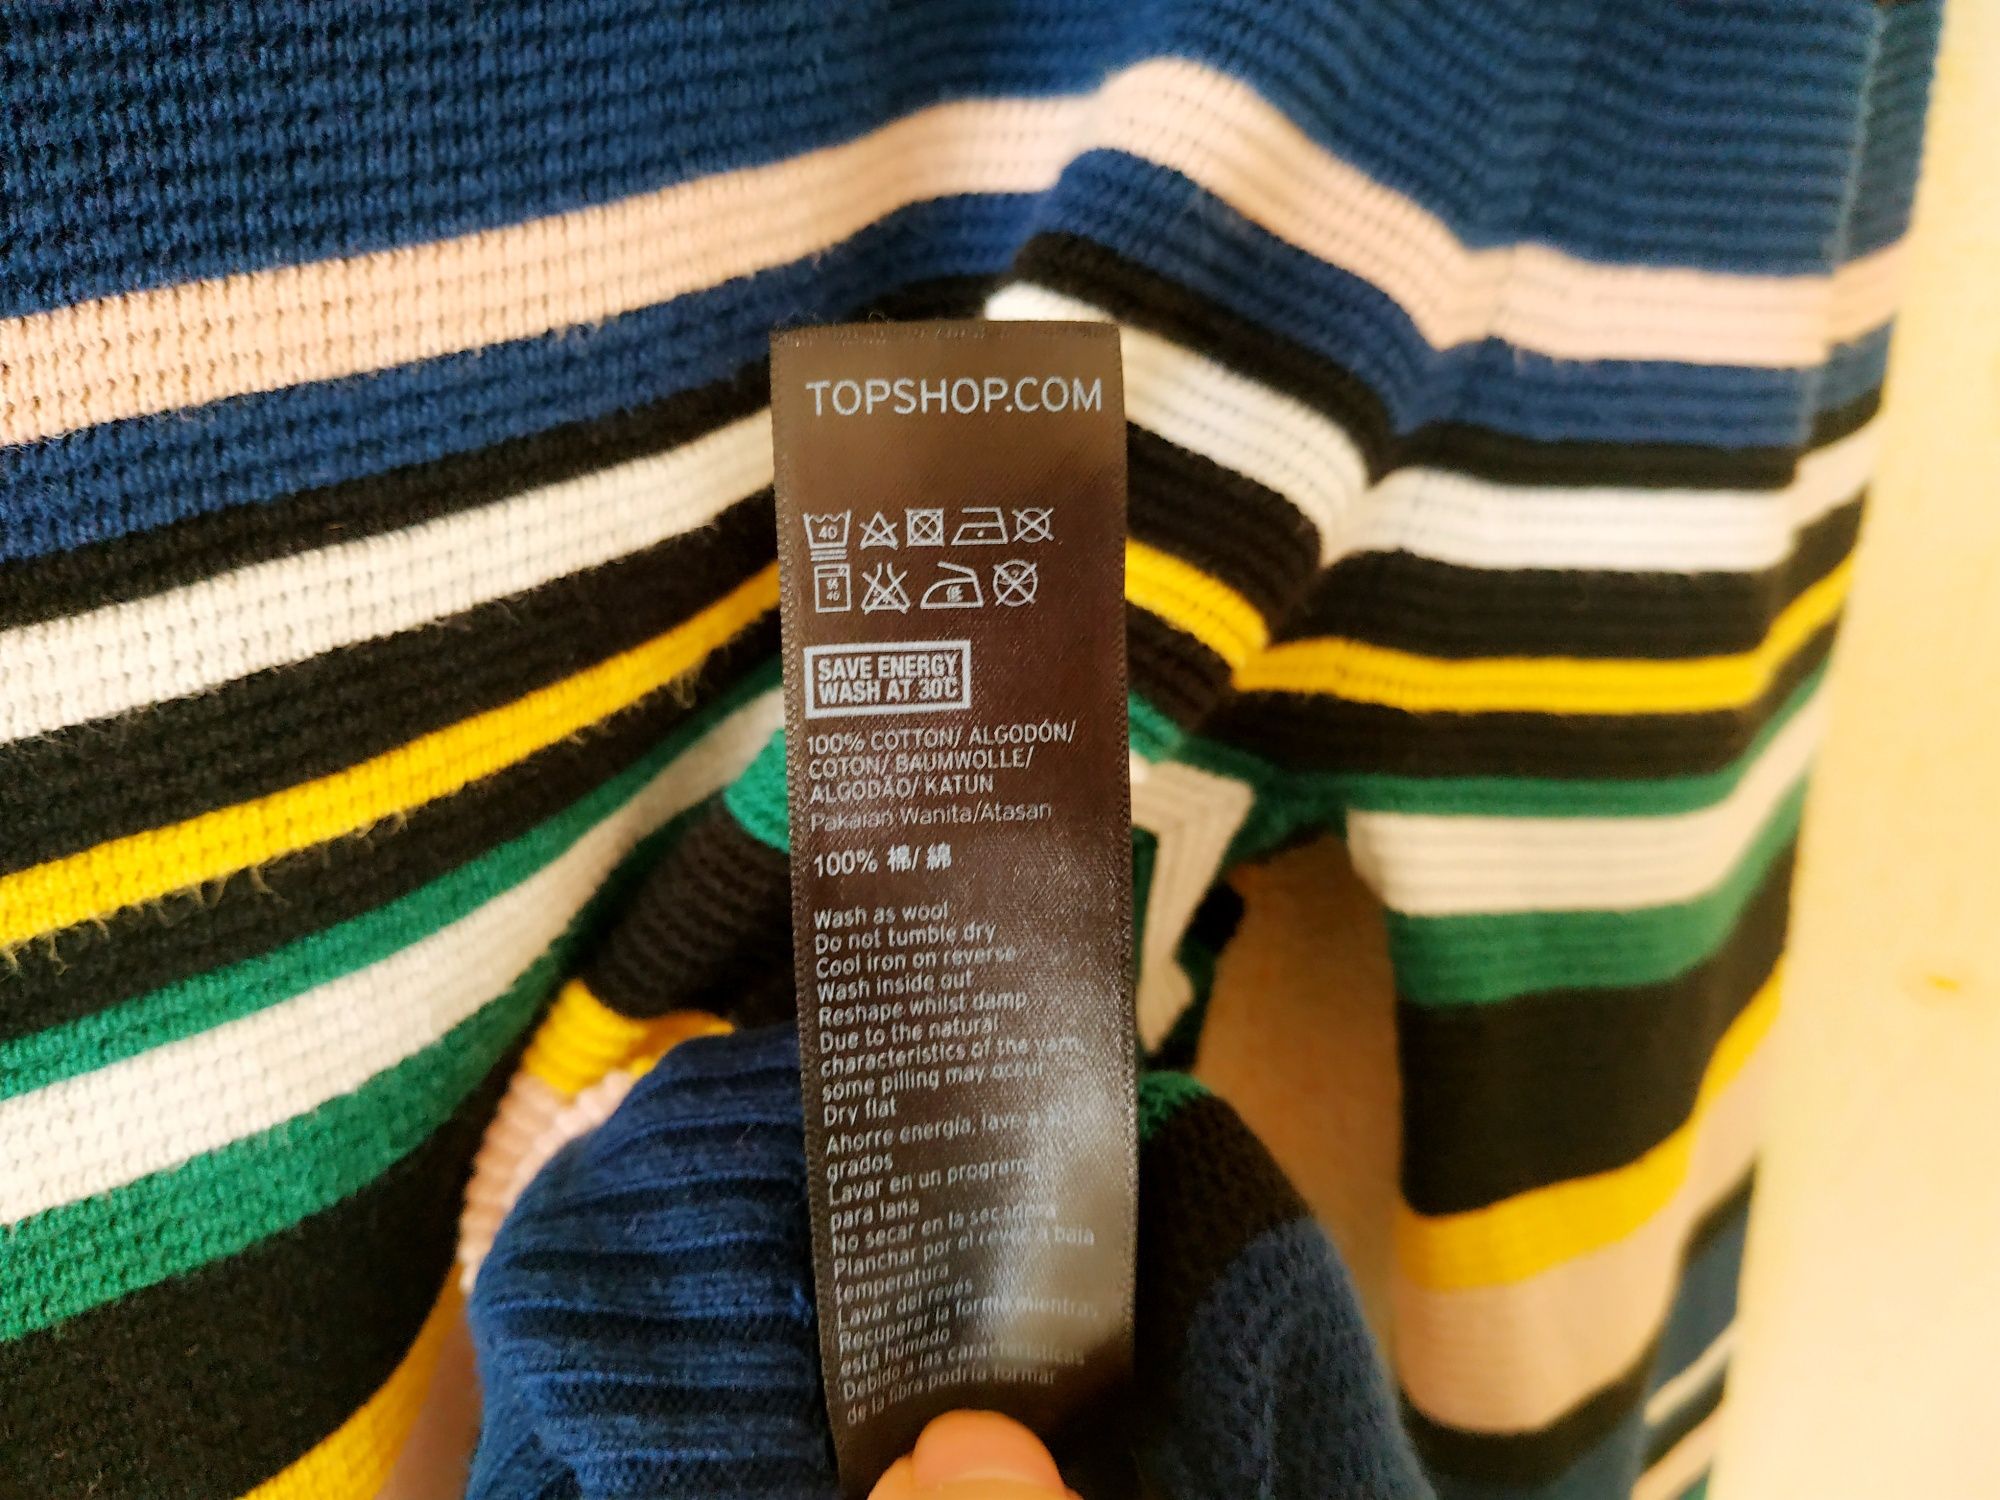 TOPSHOP.COM
40
40
低
SAVE ENERGY
WASH AT 30°C
100% COTTON/ ALGODÓN/
COTON/ BAUMWOLLE/
ALGODÃO/ KATUN
Pakaian Wanita/Atasan
100% 棉/ 綿
Wash as wool
Do not tumble dry
Cool iron on reverse
Wash inside out
Reshape whilst damp
Due to the natural
characteristics of the yarn
some pilling may occur
Dry flat
Ahorre energía, lave a
grados
Lavar en un programa
para lana
No secar en la secadora
Planchar por el revés a baja
temperatura
Lavar del revés
Recuperar la forma mientras
está húmedo
Debido a las características
de la fibra podría formar